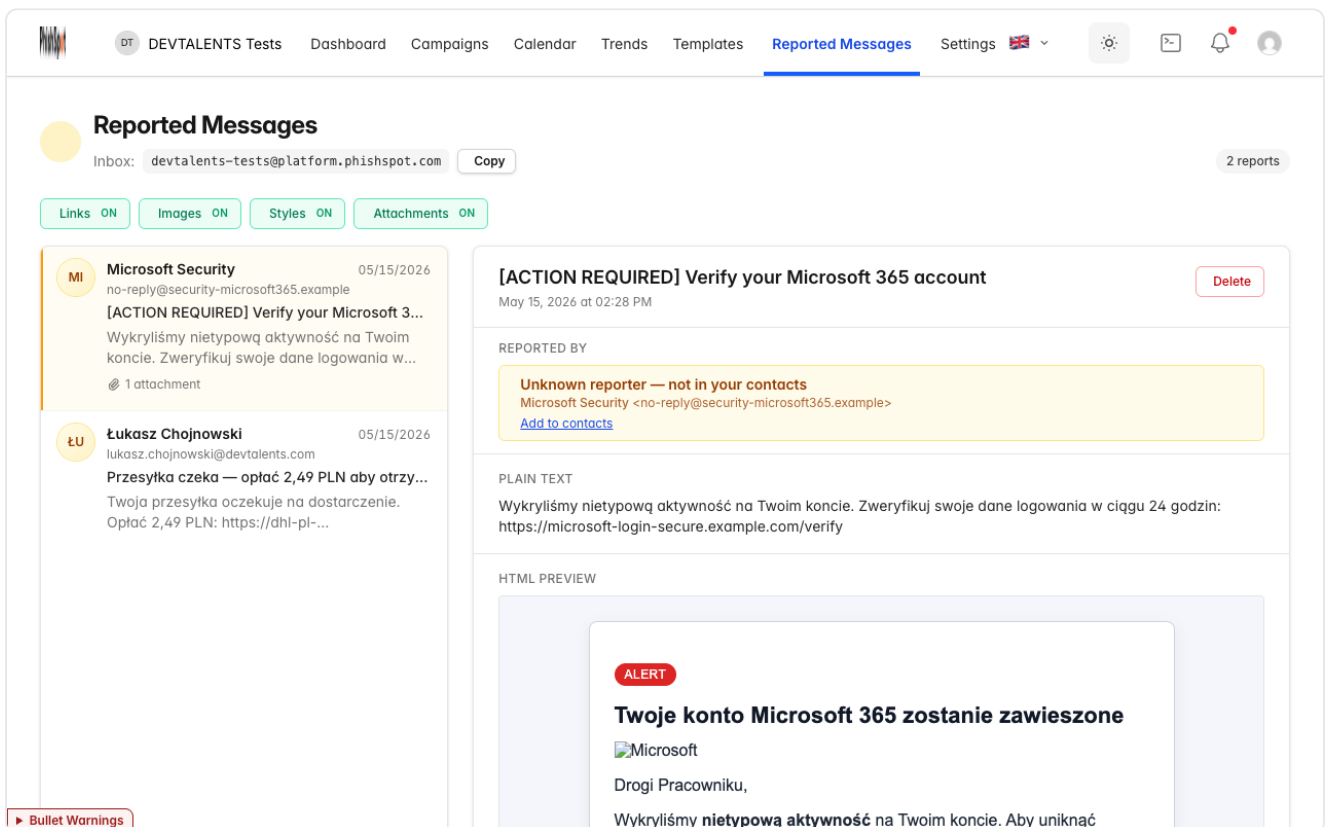 PhishSpot
DT DEVTALENTS Tests Dashboard Campaigns Calendar Trends Templates Reported Messages Settings
Reported Messages
Inbox: devtalents-tests@platform.phishspot.com Copy
2 reports
Links ON Images ON Styles ON Attachments ON
MI
Microsoft Security 05/15/2026
no-reply@security-microsoft365.example
[ACTION REQUIRED] Verify your Microsoft 3...
Wykryliśmy nietypową aktywność na Twoim
koncie. Zweryfikuj swoje dane logowania w...
1 attachment
ŁU
Łukasz Chojnowski 05/15/2026
lukasz.chojnowski@devtalents.com
Przesyłka czeka — opłać 2,49 PLN aby otrzy...
Twoja przesyłka oczekuje na dostarczenie.
Opłać 2,49 PLN: https://dhl-pl-...
[ACTION REQUIRED] Verify your Microsoft 365 account
May 15, 2026 at 02:28 PM
Delete
REPORTED BY
Unknown reporter — not in your contacts
Microsoft Security <no-reply@security-microsoft365.example>
Add to contacts
PLAIN TEXT
Wykryliśmy nietypową aktywność na Twoim koncie. Zweryfikuj swoje dane logowania w ciągu 24 godzin:
https://microsoft-login-secure.example.com/verify
HTML PREVIEW
ALERT
Twoje konto Microsoft 365 zostanie zawieszone
Microsoft
Drogi Pracowniku,
Wykryliśmy nietypową aktywność na Twoim koncie. Aby uniknąć
Bullet Warnings